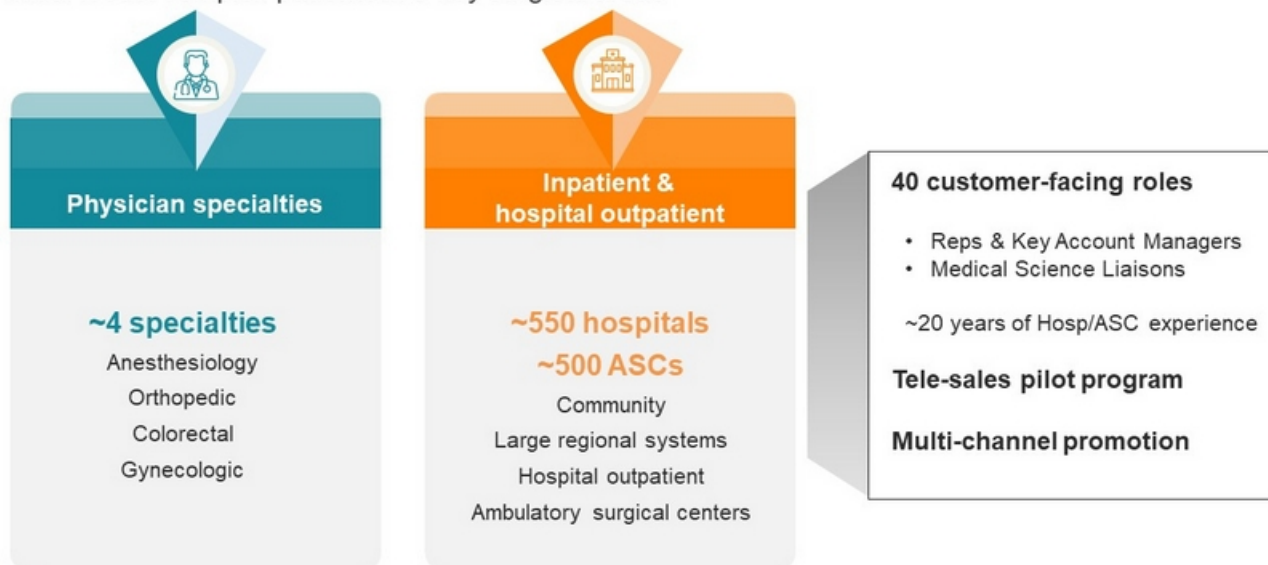 Physician specialties
~4 specialties
Anesthesiology
Orthopedic
Colorectal
Gynecologic
Inpatient &
hospital outpatient
~550 hospitals
~500 ASCs
Community
Large regional systems
Hospital outpatient
Ambulatory surgical centers
40 customer-facing roles
• Reps & Key Account Managers
• Medical Science Liaisons
~20 years of Hosp/ASC experience
Tele-sales pilot program
Multi-channel promotion